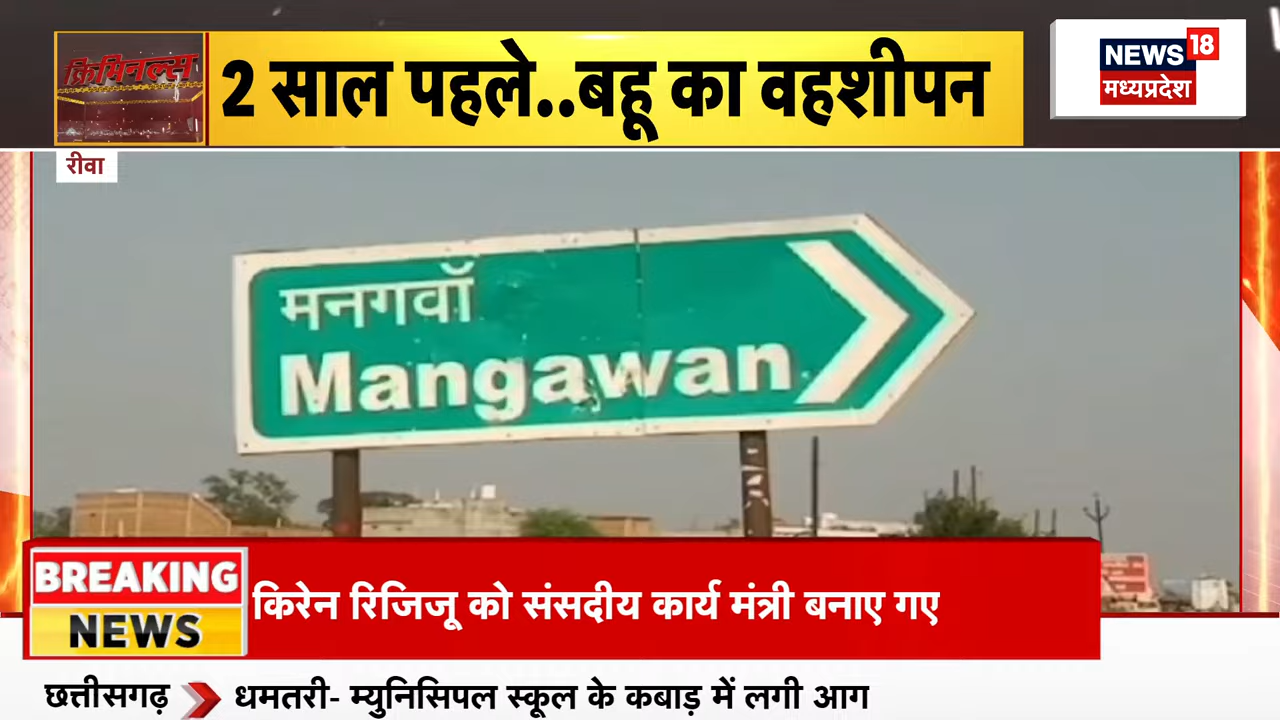 क्रिमिनल्स
2 साल पहले..बहू का वहशीपन
NEWS 18
मध्यप्रदेश
रीवा
मनगवाँ
Mangawan
BREAKING
NEWS
किरेन रिजिजू को संसदीय कार्य मंत्री बनाए गए
छत्तीसगढ़
धमतरी- म्युनिसिपल स्कूल के कबाड़ में लगी आग